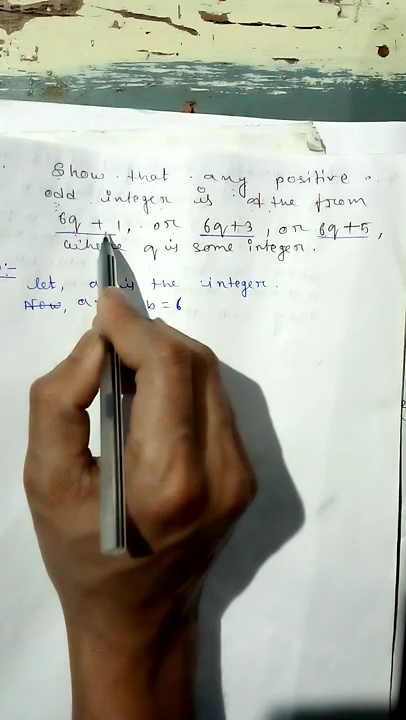 Show that any positive
odd integer is of the from
6q + 1, or 6q+3, or 6q+5,
where q is some integer.
let, a is the integer.
Now, a b = 6